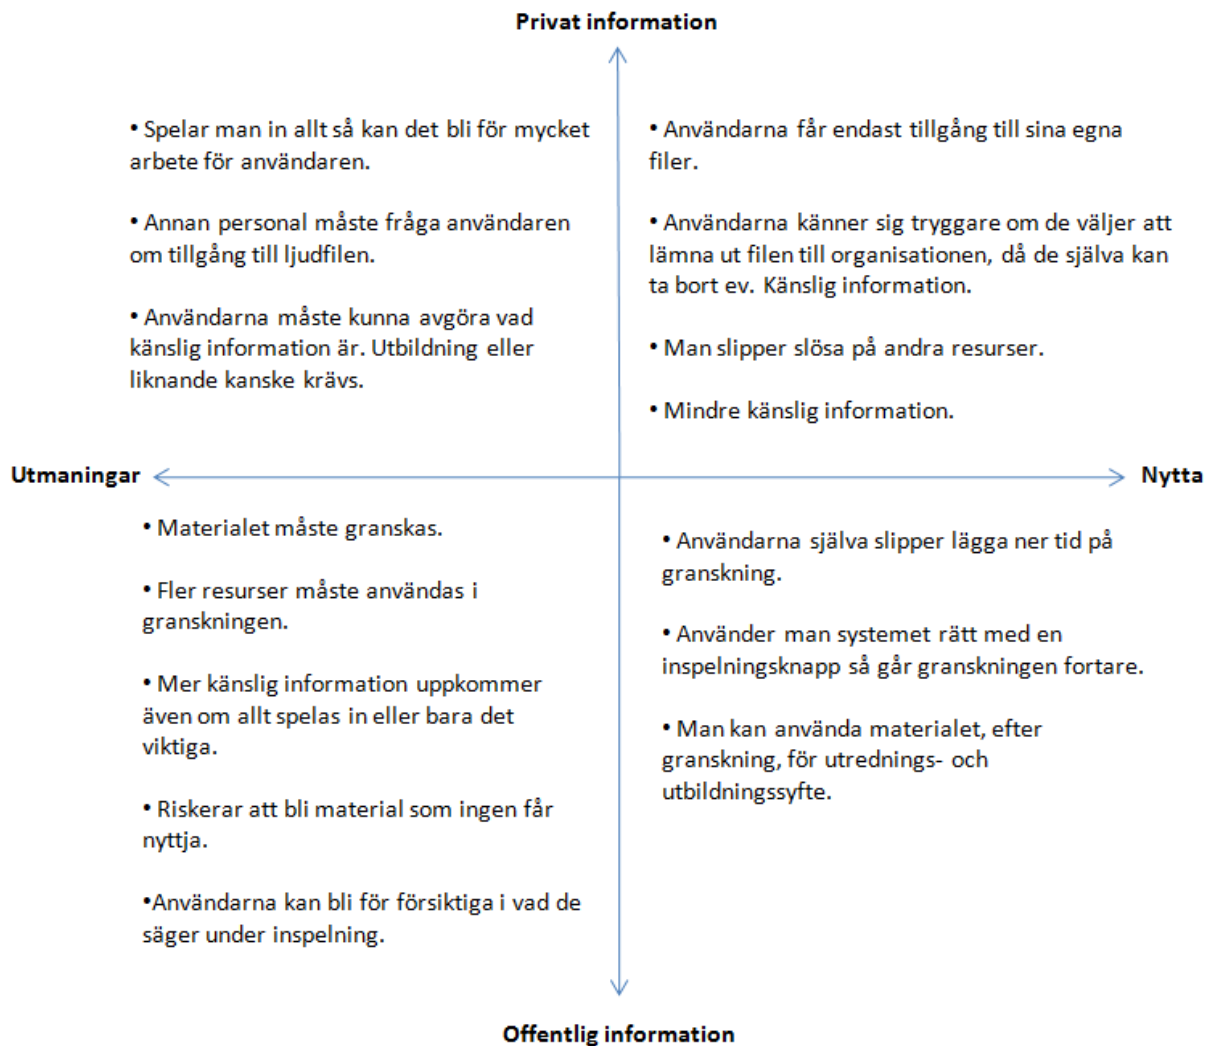 Privat information
• Spelar man in allt så kan det bli för mycket
arbete för användaren.
• Annan personal måste fråga användaren
om tillgång till ljudfilen.
• Användarna måste kunna avgöra vad
känslig information är. Utbildning eller
liknande kanske krävs.
• Användarna får endast tillgång till sina egna
filer.
• Användarna känner sig tryggare om de väljer att
lämna ut filen till organisationen, då de själva kan
ta bort ev. Känslig information.
• Man slipper slösa på andra resurser.
• Mindre känslig information.
Utmaningar
Nytta
• Materialet måste granskas.
• Fler resurser måste användas i
granskningen.
• Mer känslig information uppkommer
även om allt spelas in eller bara det
viktiga.
• Riskerar att bli material som ingen får
nyttja.
•Användarna kan bli för försiktiga i vad de
säger under inspelning.
• Användarna själva slipper lägga ner tid på
granskning.
• Använder man systemet rätt med en
inspelningsknapp så går granskningen fortare.
• Man kan använda materialet, efter
granskning, för utrednings- och
utbildningssyfte.
Offentlig information